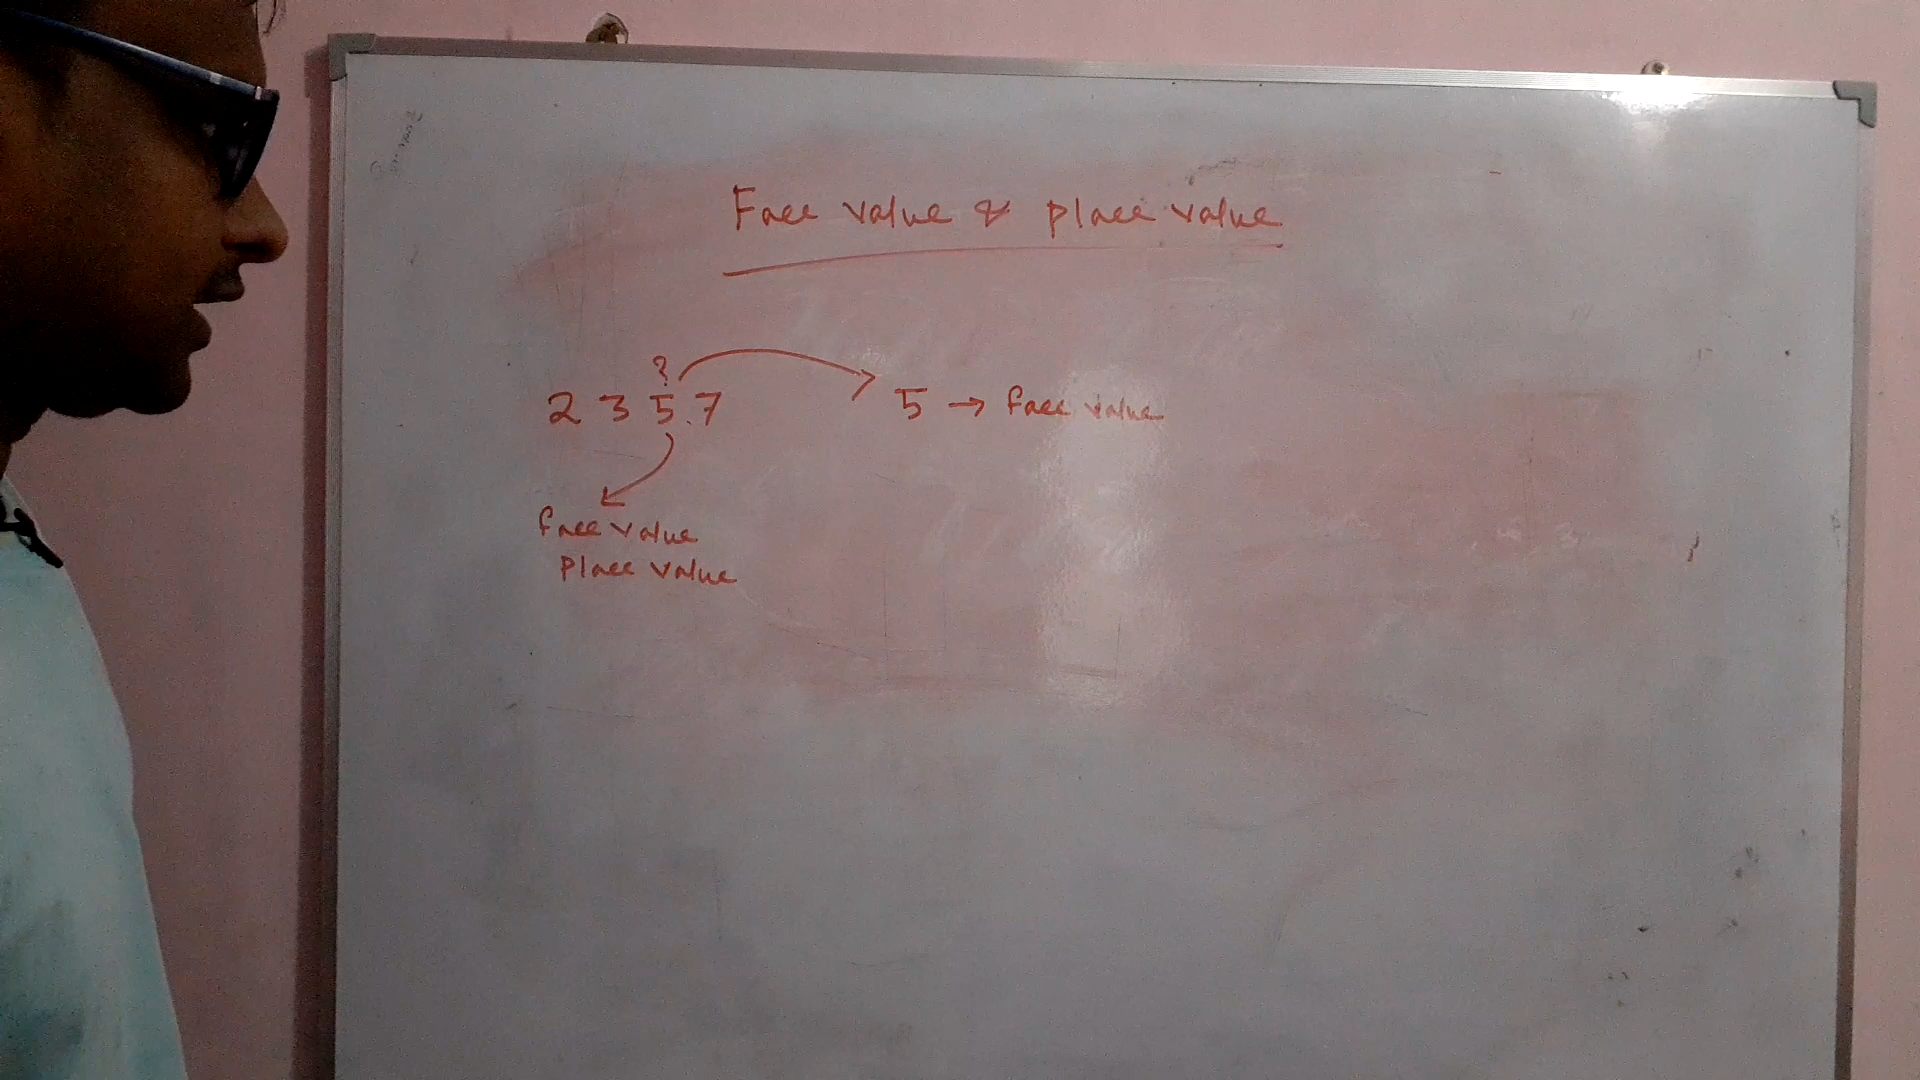 Face value & place value
?
2 3 5.7 5 → face value
face value
place value